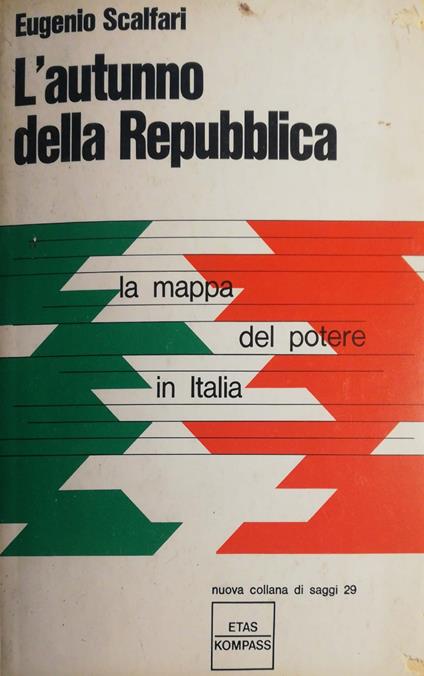 Eugenio Scalfari
L'autunno
della Repubblica
la mappa
del potere
in Italia
nuova collana di saggi 29
ETAS
KOMPASS